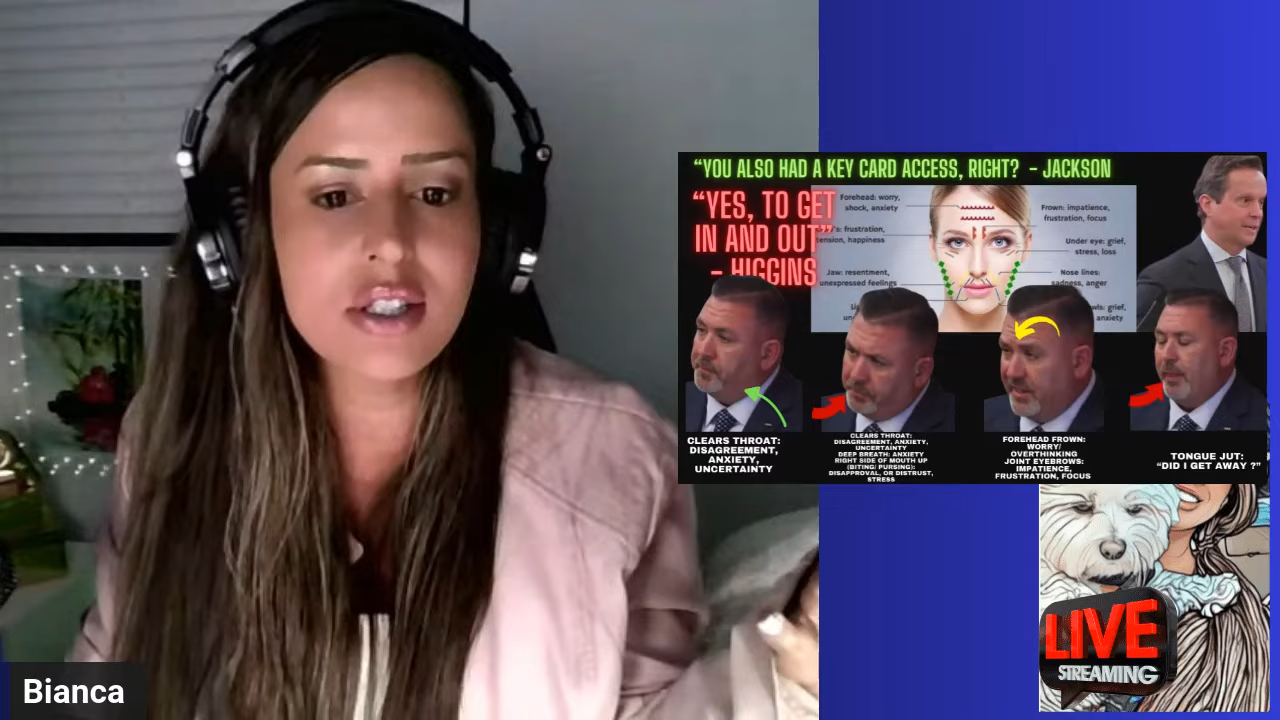 "YOU ALSO HAD A KEY CARD ACCESS, RIGHT? - JACKSON
"YES, TO GET
IN AND OUT"
- HIGGINS
Forehead: worry,
shock, anxiety
frustration,
tension, happiness
Jaw: resentment,
unexpressed feelings
Frown: impatience,
frustration, focus
Under eye: grief,
stress, loss
Nose lines:
sadness, anger
grief,
anxiety
CLEARS THROAT:
DISAGREEMENT,
ANXIETY,
UNCERTAINTY
CLEARS THROAT:
DISAGREEMENT, ANXIETY,
UNCERTAINTY
DEEP BREATH: ANXIETY
RIGHT SIDE OF MOUTH UP
(BITING/ PURSING):
DISAPPROVAL, OR DISTRUST,
STRESS
FOREHEAD FROWN:
WORRY/
OVERTHINKING
JOINT EYEBROWS:
IMPATIENCE,
FRUSTRATION, FOCUS
TONGUE JUT:
"DID I GET AWAY ?"
LIVE
STREAMING
Bianca